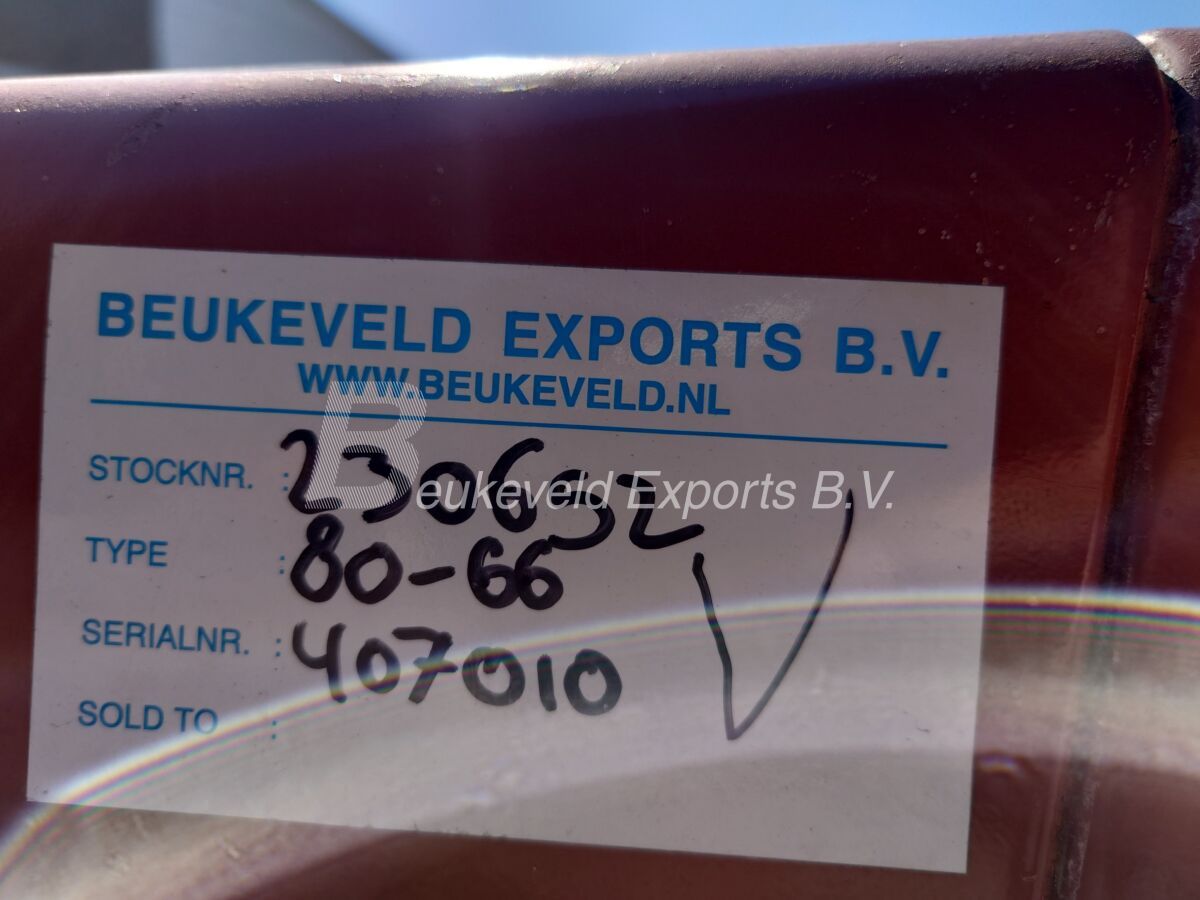 BEUKEVELD EXPORTS B.V.
WWW.BEUKEVELD.NL
STOCKNR. : 230652
Beukeveld Exports B.V.
TYPE : 80-66
SERIALNR. : 407010
SOLD TO :